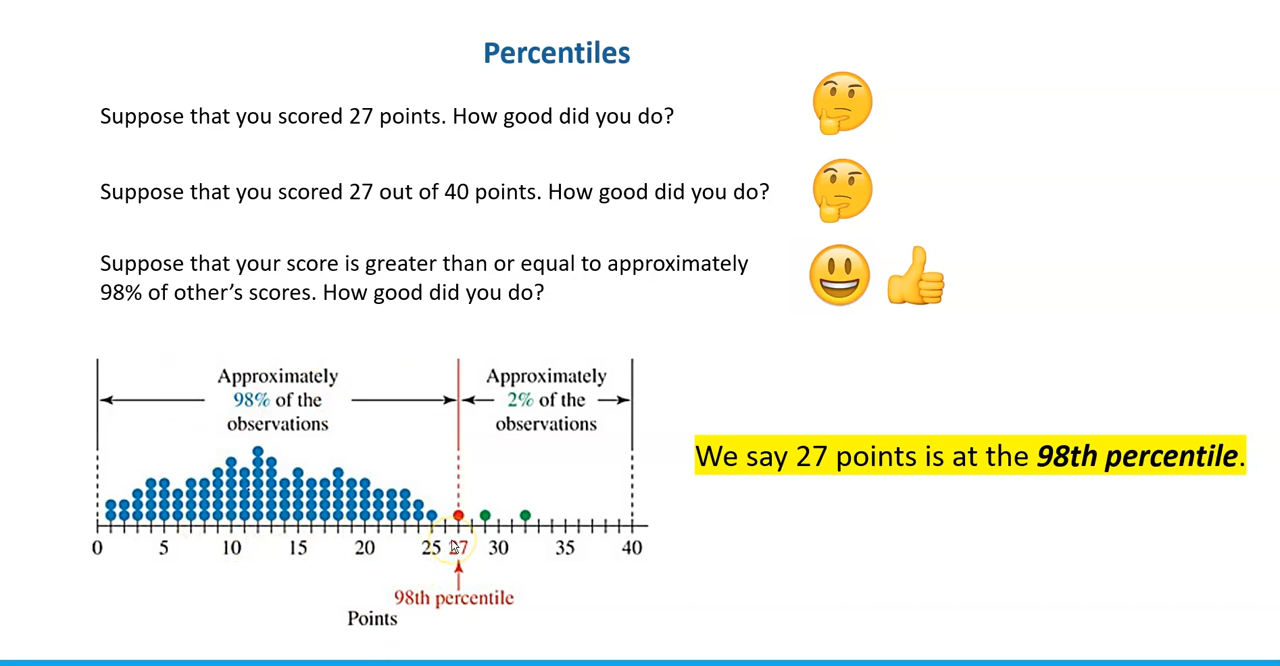 Percentiles
Suppose that you scored 27 points. How good did you do?
Suppose that you scored 27 out of 40 points. How good did you do?
Suppose that your score is greater than or equal to approximately
98% of other's scores. How good did you do?
Approximately
98% of the
observations
Approximately
2% of the
observations
We say 27 points is at the 98th percentile.
0 5 10 15 20 25 27 30 35 40
98th percentile
Points